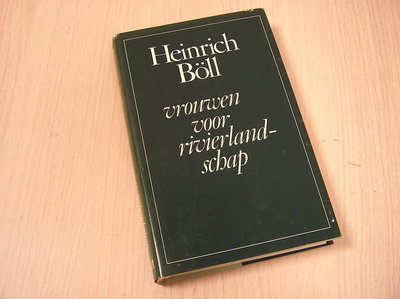 Heinrich
Böll
vrouwen
voor
rivierland-
schap